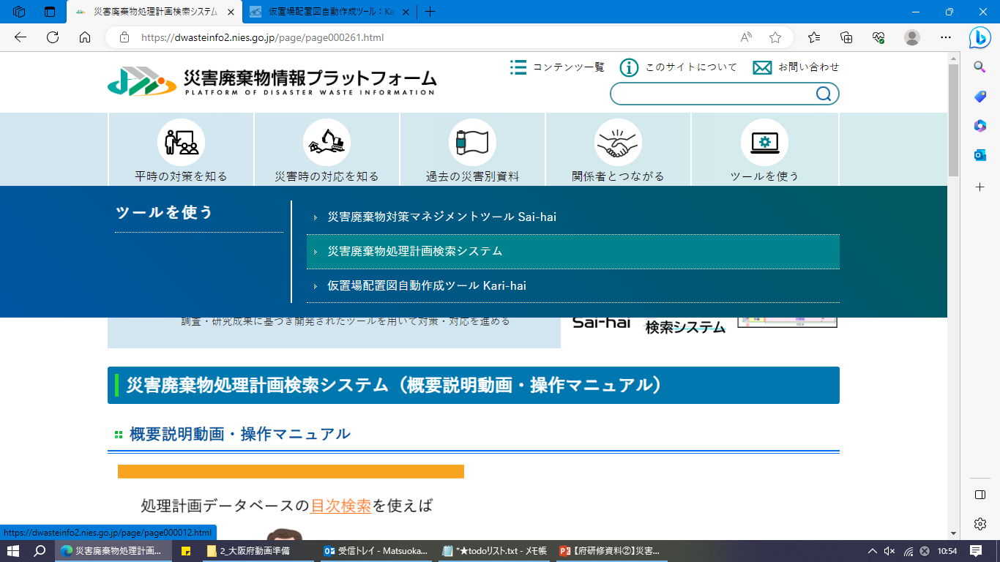 災害廃棄物処理計画検索システム
仮置場配置図自動作成ツール：Ka
https://dwasteinfo2.nies.go.jp/page/page000261.html
コンテンツ一覧
このサイトについて
お問い合わせ
災害廃棄物情報プラットフォーム
PLATFORM OF DISASTER WASTE INFORMATION
平時の対策を知る
災害時の対応を知る
過去の災害別資料
関係者とつながる
ツールを使う
ツールを使う
災害廃棄物対策マネジメントツール Sai-hai
災害廃棄物処理計画検索システム
仮置場配置図自動作成ツール Kari-hai
調査・研究成果に基づき開発されたツールを用いて対策・対応を進める
Sai-hai
検索システム
災害廃棄物処理計画検索システム（概要説明動画・操作マニュアル）
概要説明動画・操作マニュアル
処理計画データベースの目次検索を使えば
https://dwasteinfo2.nies.go.jp/page/page000012.html
災害廃棄物処理計画...
2_大阪府動画準備
受信トレイ - Matsuoka...
*★todoリスト.txt - メモ帳
【府研修資料②】災害...
10:54